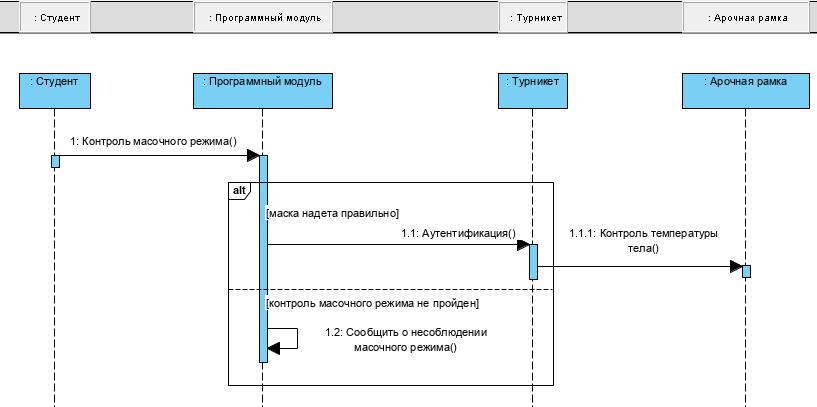 : Студент
: Программный модуль
: Турникет
: Арочная рамка
: Студент
: Программный модуль
: Турникет
: Арочная рамка
1: Контроль масочного режима()
alt
[маска надета правильно]
1.1: Аутентификация()
1.1.1: Контроль температуры
тела()
[контроль масочного режима не пройден]
1.2: Сообщить о несоблюдении
масочного режима()